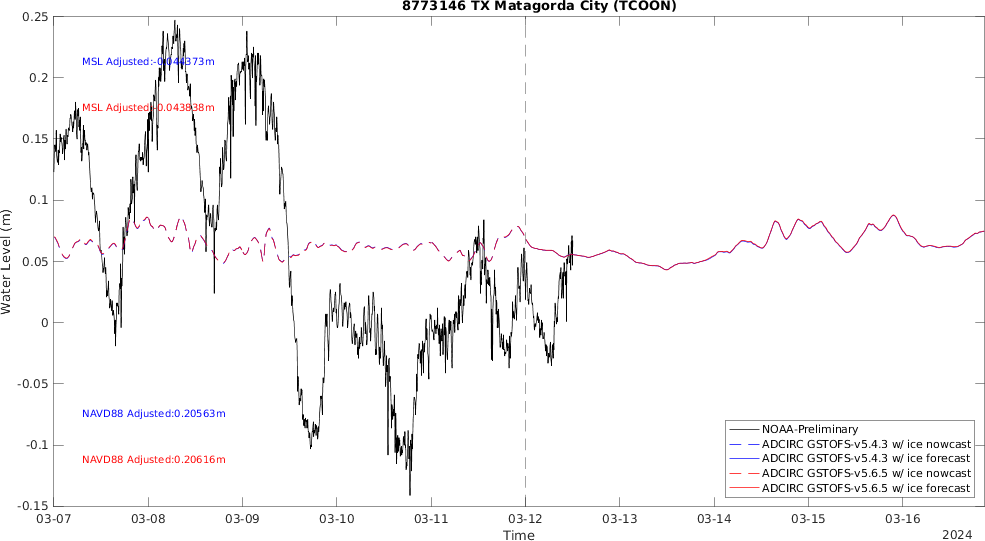 8773146 TX Matagorda City (TCOON)
0.25
0.2
0.15
0.1
0.05
0
-0.05
-0.1
-0.15
Water Level (m)
MSL Adjusted:-0.044373m
MSL Adjusted:-0.043838m
NAVD88 Adjusted:0.20563m
NAVD88 Adjusted:0.20616m
NOAA-Preliminary
ADCIRC GSTOFS-v5.4.3 w/ ice nowcast
ADCIRC GSTOFS-v5.4.3 w/ ice forecast
ADCIRC GSTOFS-v5.6.5 w/ ice nowcast
ADCIRC GSTOFS-v5.6.5 w/ ice forecast
03-07 03-08 03-09 03-10 03-11 03-12 03-13 03-14 03-15 03-16
Time
2024